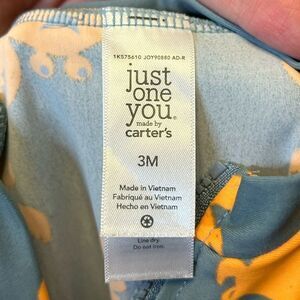 1K575610 JOY90880 AD-R
just
one
you®
made by
carter's
3M
Made in Vietnam
Fabriqué au Vietnam
Hecho en Vietnam
Line dry.
Do not iron.